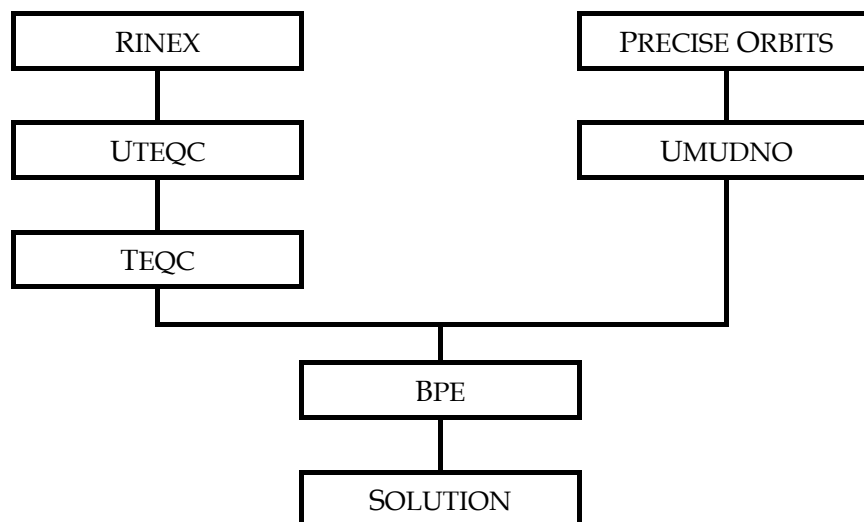 RINEX
PRECISE ORBITS
UTEQC
UMUDNO
TEQC
BPE
SOLUTION